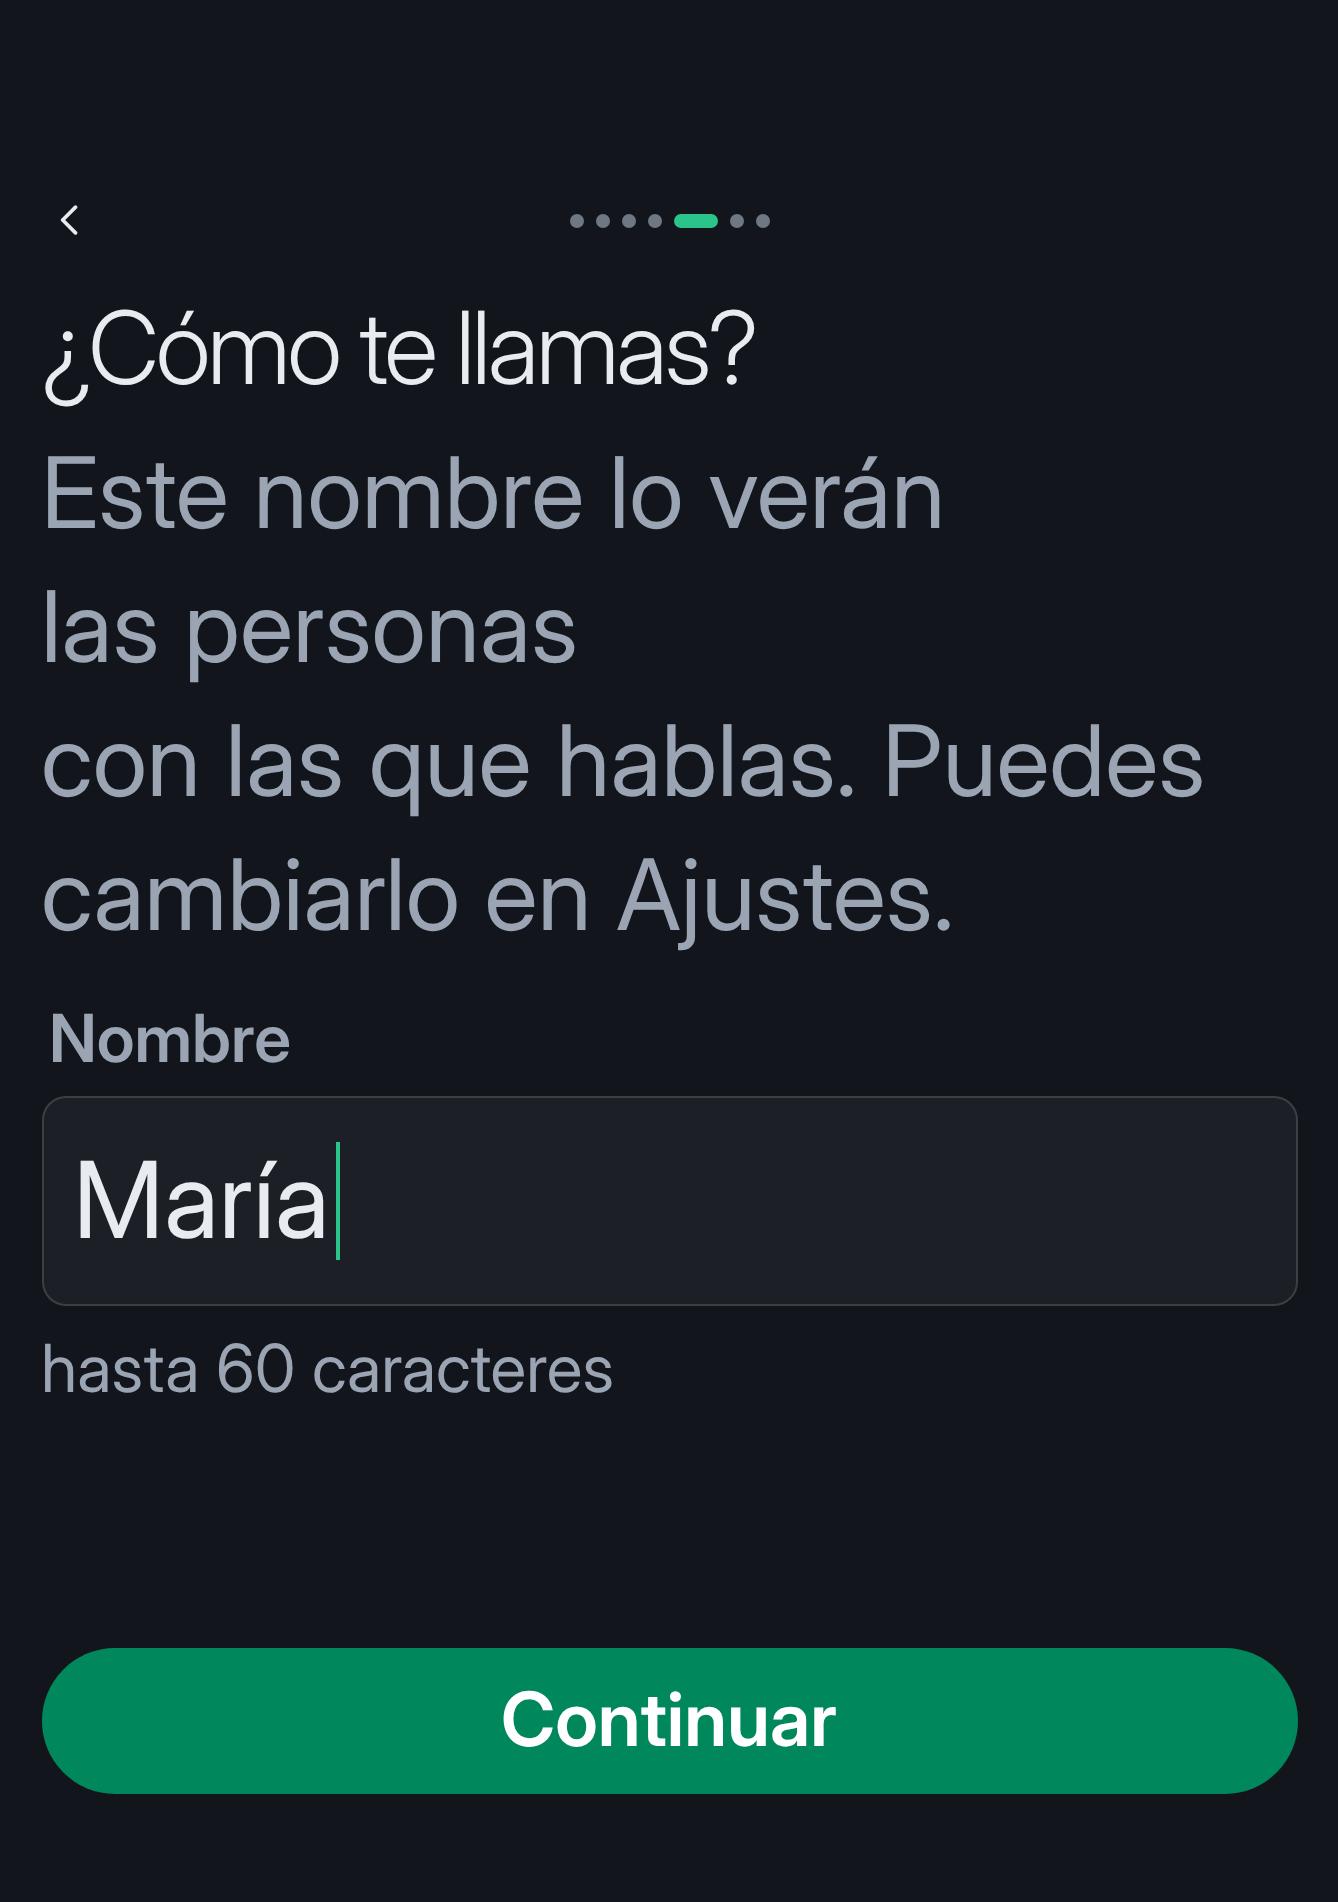 ¿Cómo te llamas?
Este nombre lo verán
las personas
con las que hablas. Puedes
cambiarlo en Ajustes.
Nombre
María
hasta 60 caracteres
Continuar